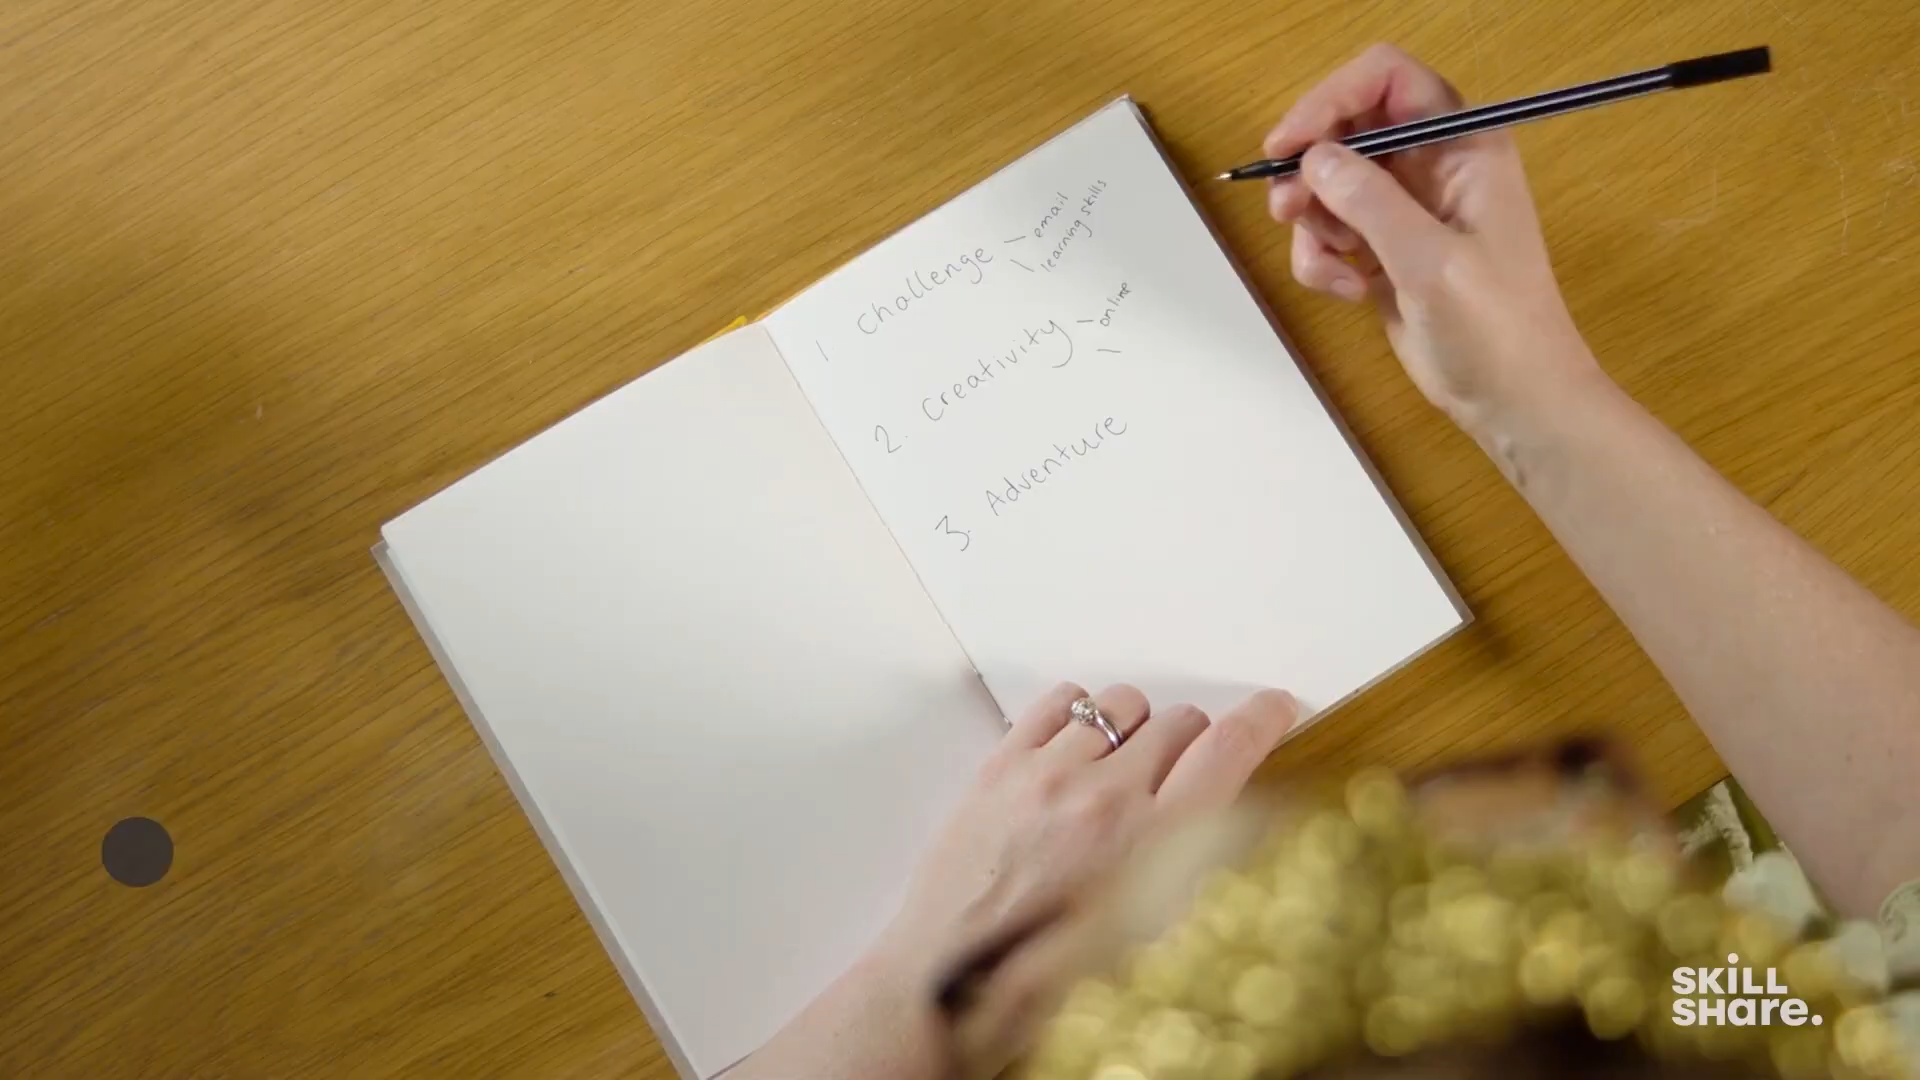 1 Challenge
email
learning skills
2. Creativity
online
3. Adventure
SKILL
SHARE.